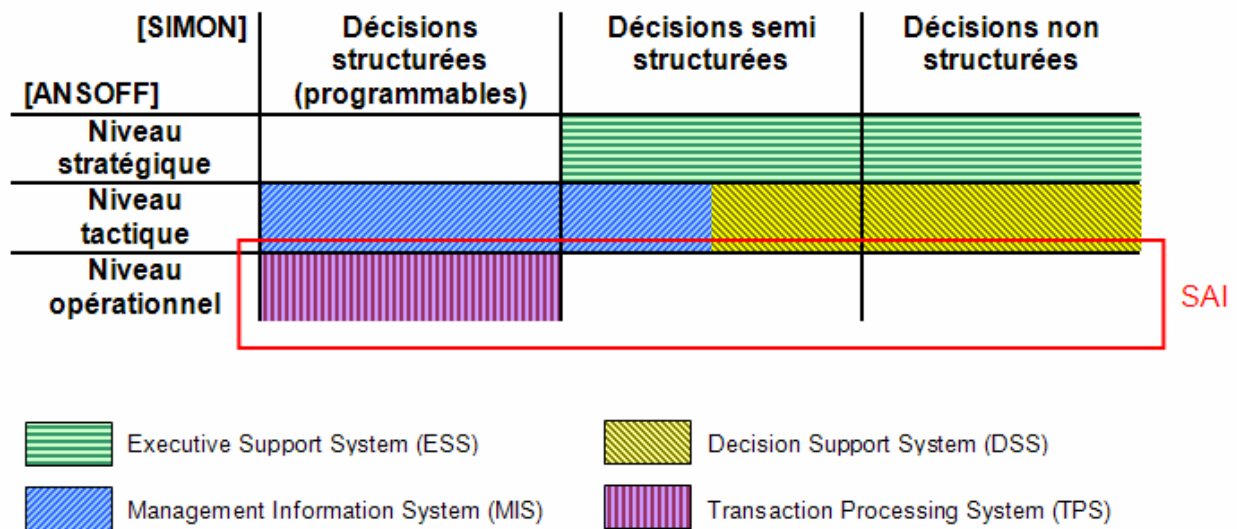 [SIMON]
[ANSOFF]
Décisions
structurées
(programmables)
Décisions semi
structurées
Décisions non
structurées
Niveau
stratégique
Niveau
tactique
Niveau
opérationnel
SAI
Executive Support System (ESS)
Decision Support System (DSS)
Management Information System (MIS)
Transaction Processing System (TPS)